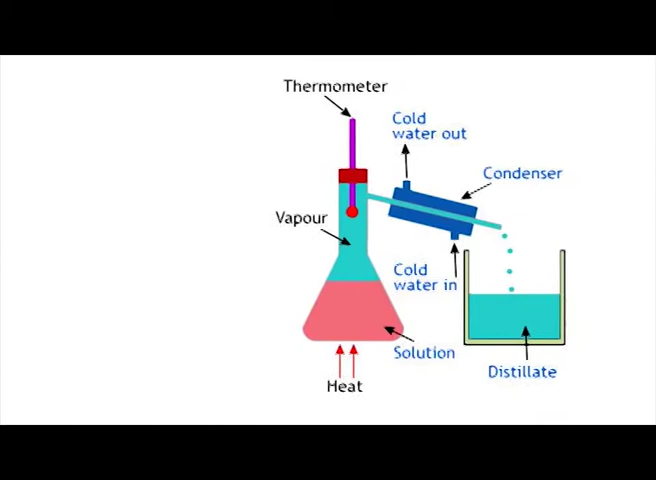 Thermometer
Cold
water out
Condenser
Vapour
Cold
water in
Solution
Distillate
Heat